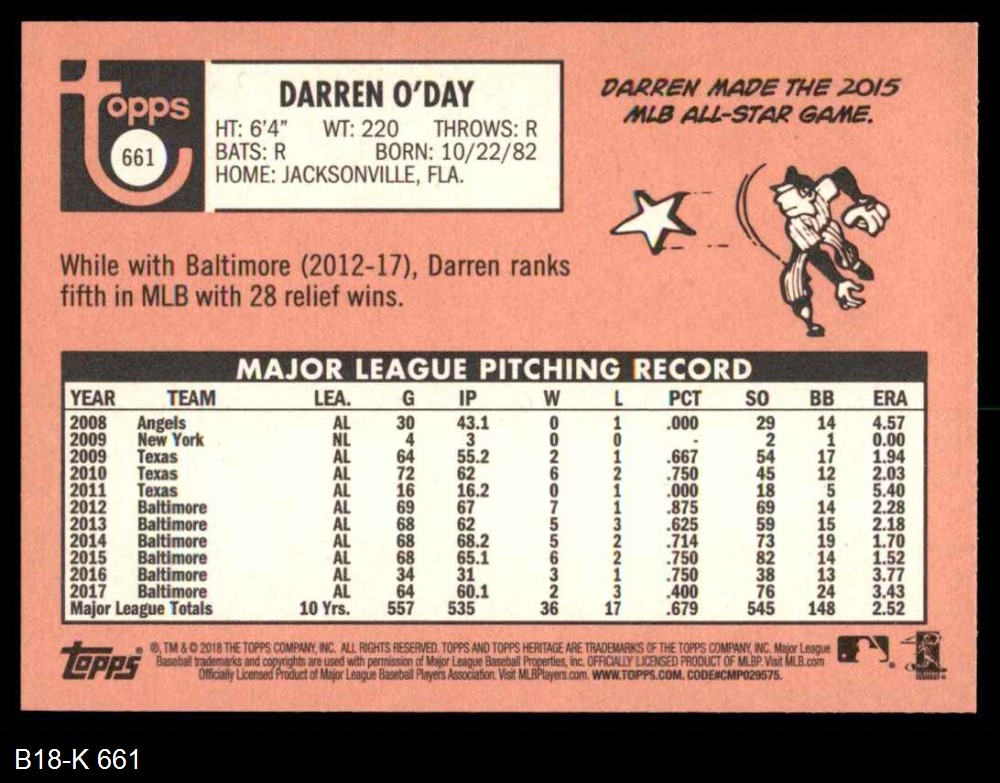 topps
661
DARREN O'DAY
HT: 6'4" WT: 220 THROWS: R
BATS: R BORN: 10/22/82
HOME: JACKSONVILLE, FLA.
DARREN MADE THE 2015
MLB ALL-STAR GAME.
While with Baltimore (2012-17), Darren ranks
fifth in MLB with 28 relief wins.
MAJOR LEAGUE PITCHING RECORD
YEAR TEAM LEA. G IP W L PCT SO BB ERA
2008 Angels AL 30 43.1 0 1 .000 29 14 4.57
2009 New York NL 4 3 0 0 - 2 1 0.00
2009 Texas AL 64 55.2 2 1 .667 54 17 1.94
2010 Texas AL 72 62 6 2 .750 45 12 2.03
2011 Texas AL 16 16.2 0 1 .000 18 5 5.40
2012 Baltimore AL 69 67 7 1 .875 69 14 2.28
2013 Baltimore AL 68 62 5 3 .625 59 15 2.18
2014 Baltimore AL 68 68.2 5 2 .714 73 19 1.70
2015 Baltimore AL 68 65.1 6 2 .750 82 14 1.52
2016 Baltimore AL 34 31 3 1 .750 38 13 3.77
2017 Baltimore AL 64 60.1 2 3 .400 76 24 3.43
Major League Totals 10 Yrs. 557 535 36 17 .679 545 148 2.52
Topps
®, TM & © 2018 THE TOPPS COMPANY, INC. ALL RIGHTS RESERVED. TOPPS AND TOPPS HERITAGE ARE TRADEMARKS OF THE TOPPS COMPANY, INC. Major League
Baseball trademarks and copyrights are used with permission of Major League Baseball Properties, Inc. OFFICIALLY LICENSED PRODUCT OF MLBP. Visit MLB.com
Officially Licensed Product of Major League Baseball Players Association. Visit MLBPlayers.com. WWW.TOPPS.COM. CODE#CMP029575.
B18-K 661